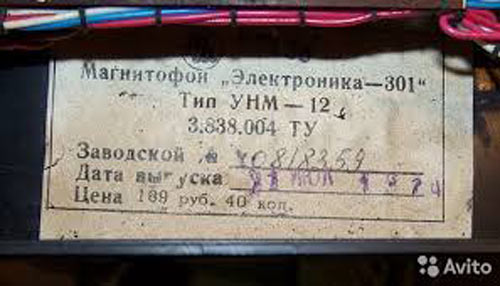 Магнитофон „Электроника—301"
Тип УНМ — 12
3.838.004 ТУ
Заводской №
Дата выпуска
Цена 189 руб. 40 коп.
Avito